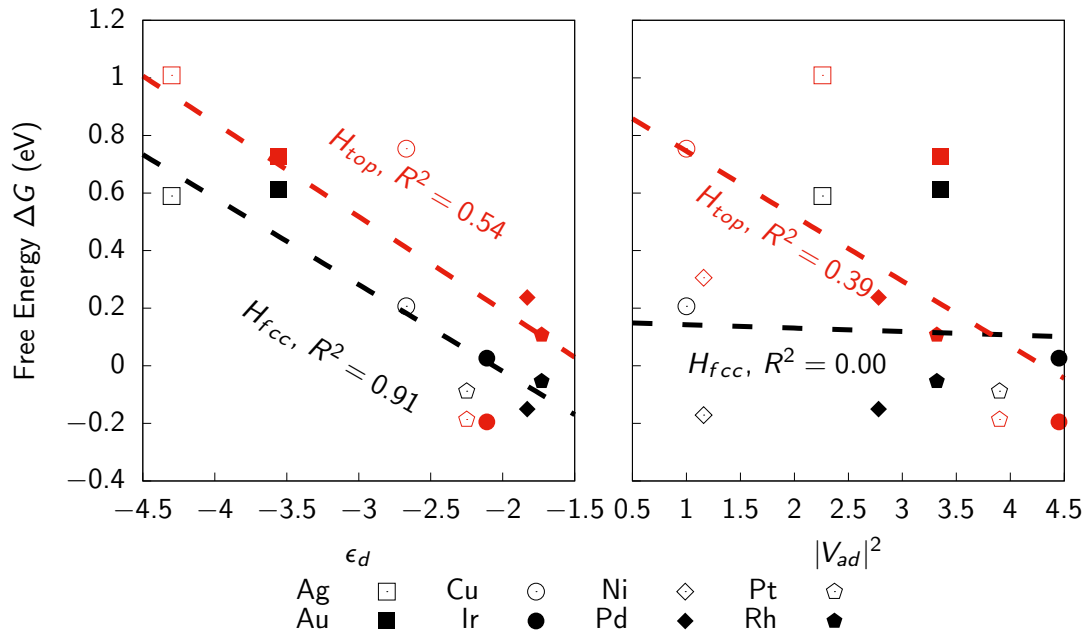 Free Energy ΔG (eV)
1.2
1
0.8
0.6
0.4
0.2
0
−0.2
−0.4
H_top, R² = 0.54
H_fcc, R² = 0.91
−4.5 −4 −3.5 −3 −2.5 −2 −1.5
ϵ_d
H_top, R² = 0.39
H_fcc, R² = 0.00
0.5 1 1.5 2 2.5 3 3.5 4 4.5
|V_ad|²
Ag Cu Ni Pt
Au Ir Pd Rh